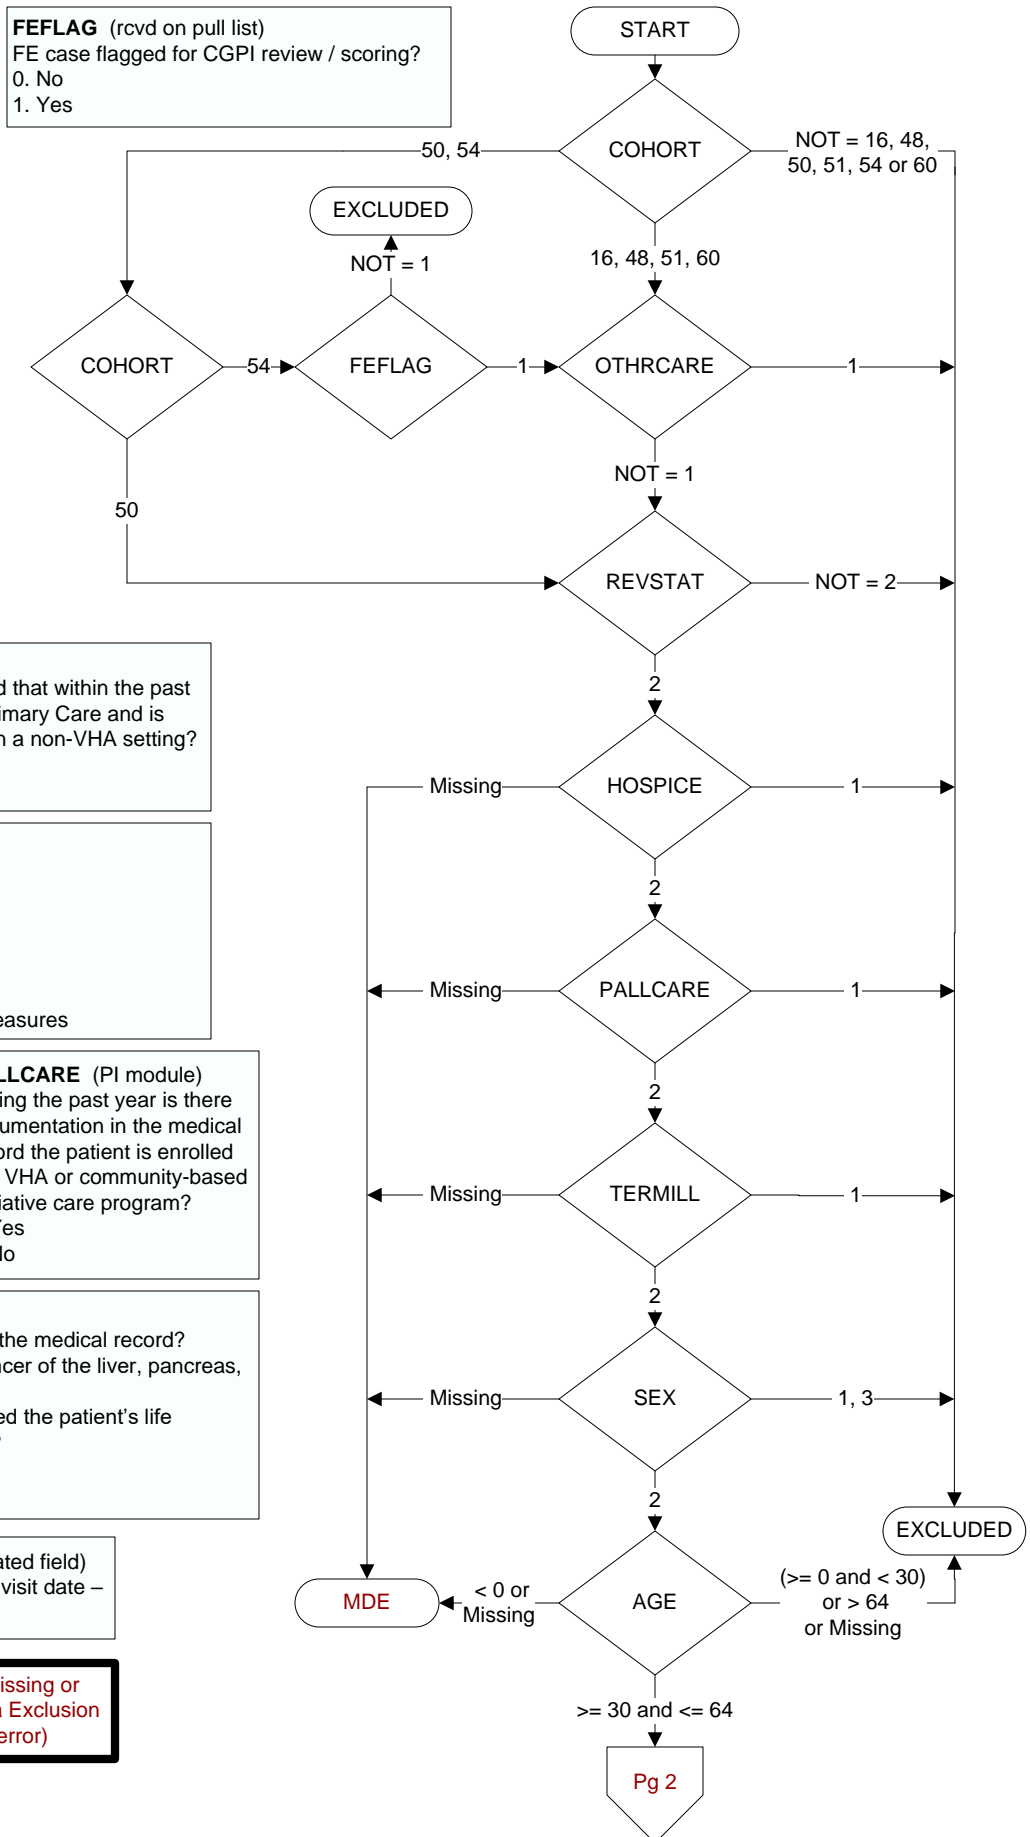 FEFLAG (rcvd on pull list)
FE case flagged for CGPI review / scoring?
0. No
1. Yes
START
COHORT
50, 54
NOT = 16, 48,
50, 51, 54 or 60
EXCLUDED
NOT = 1
16, 48, 51, 60
COHORT
54
FEFLAG
1
OTHRCARE
1
NOT = 1
50
REVSTAT
NOT = 2
2
d that within the past
imary Care and is
n a non-VHA setting?
Missing
HOSPICE
1
2
easures
Missing
PALLCARE
1
2
LLCARE (PI module)
ing the past year is there
umentation in the medical
ord the patient is enrolled
VHA or community-based
iative care program?
Yes
No
Missing
TERMILL
1
2
the medical record?
ncer of the liver, pancreas,
ed the patient's life
?
Missing
SEX
1, 3
2
EXCLUDED
ated field)
visit date –
MDE
< 0 or
Missing
AGE
(>= 0 and < 30)
or > 64
or Missing
issing or
a Exclusion
error)
>= 30 and <= 64
Pg 2